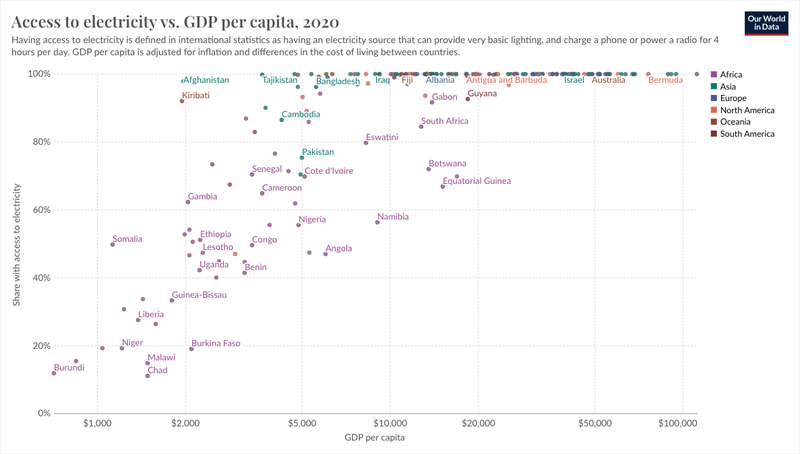 Access to electricity vs. GDP per capita, 2020
Our World
in Data
Having access to electricity is defined in international statistics as having an electricity source that can provide very basic lighting, and charge a phone or power a radio for 4
hours per day. GDP per capita is adjusted for inflation and differences in the cost of living between countries.
100%
80%
60%
40%
20%
0%
Share with access to electricity
Afghanistan
Tajikistan
Bangladesh
Iraq
Fiji
Albania
Antigua and Barbuda
Israel
Australia
Bermuda
Kiribati
Gabon
Guyana
Cambodia
South Africa
Eswatini
Pakistan
Botswana
Senegal
Cote d'Ivoire
Equatorial Guinea
Cameroon
Gambia
Nigeria
Namibia
Somalia
Ethiopia
Congo
Lesotho
Angola
Uganda
Benin
Guinea-Bissau
Liberia
Niger
Burkina Faso
Malawi
Burundi
Chad
$1,000
$2,000
$5,000
$10,000
$20,000
$50,000
$100,000
GDP per capita
Africa
Asia
Europe
North America
Oceania
South America